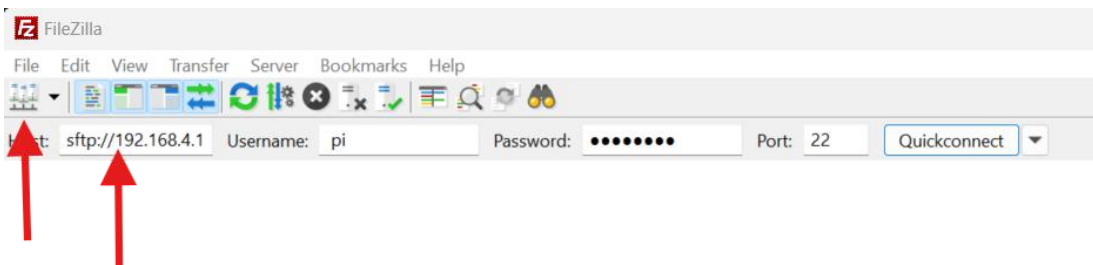 FileZilla
File Edit View Transfer Server Bookmarks Help
Host: sftp://192.168.4.1 Username: pi Password: ●●●●●●●● Port: 22 Quickconnect